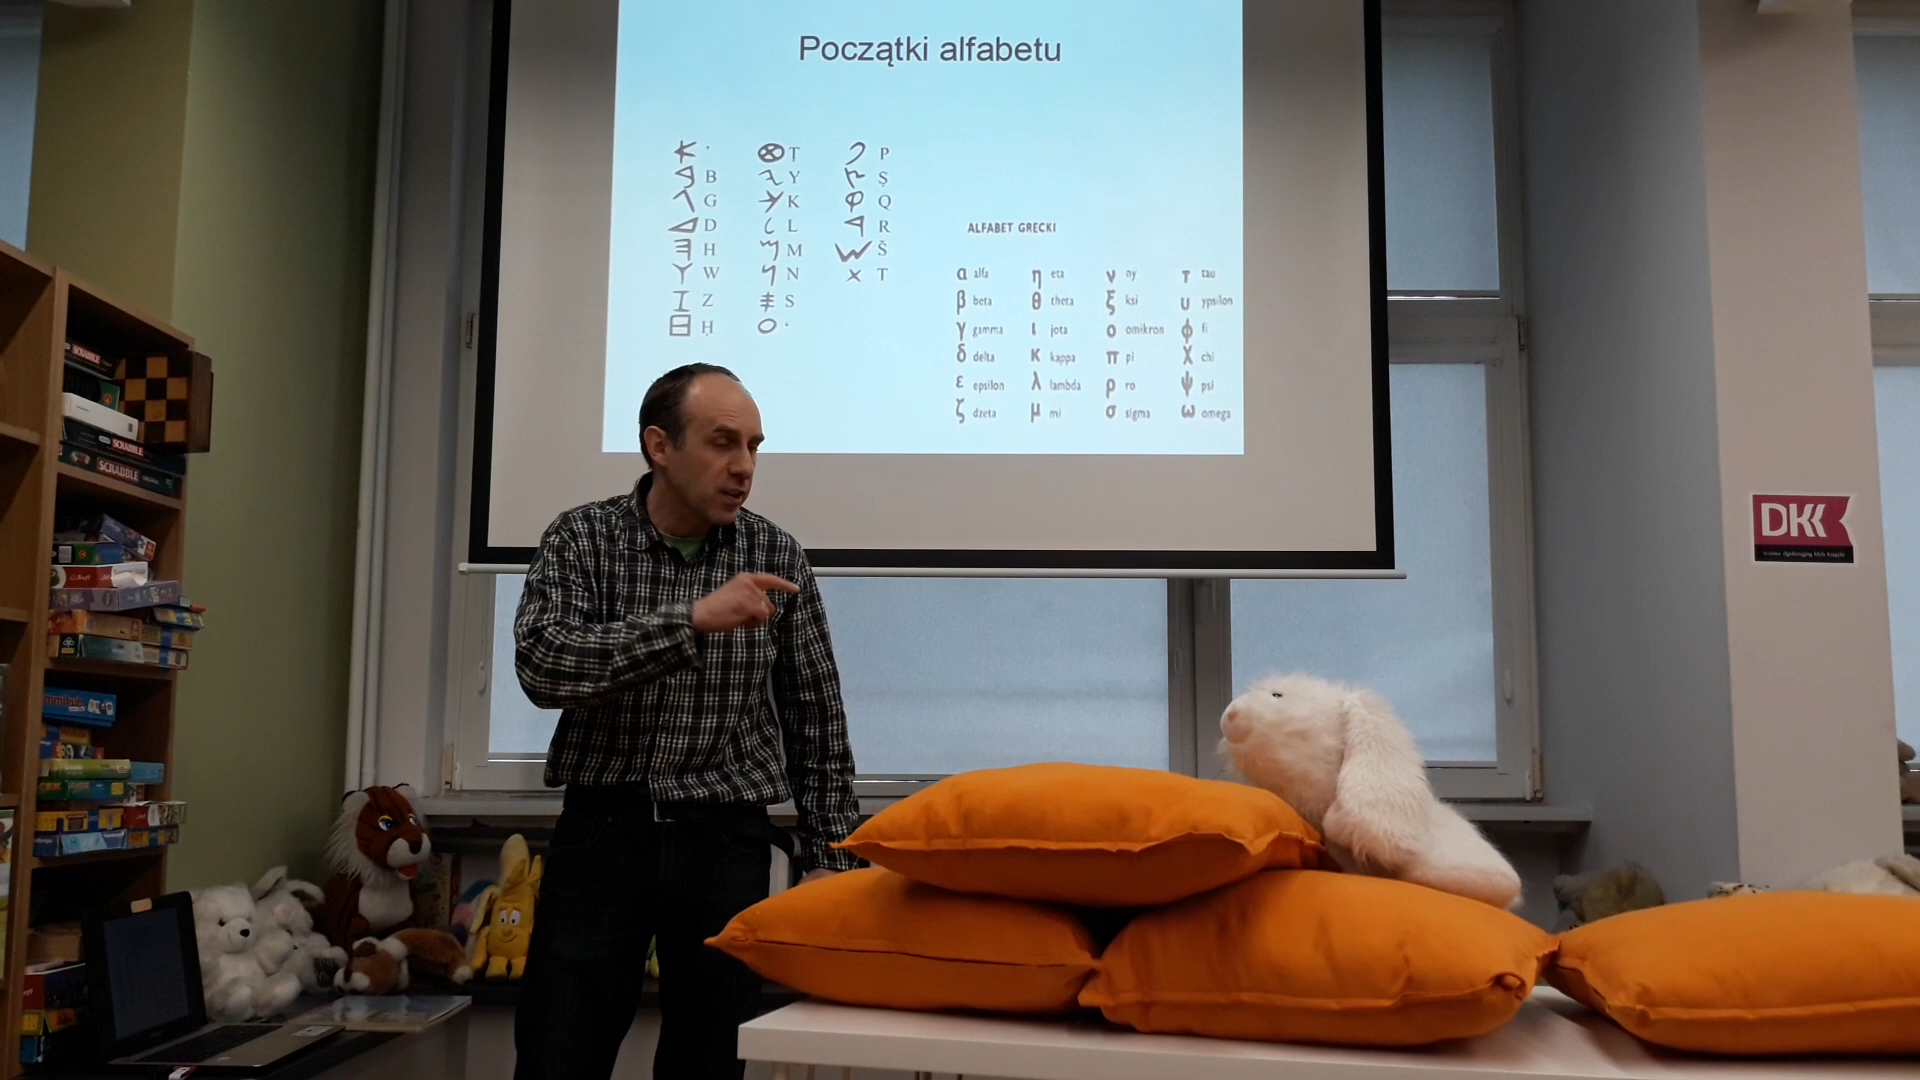 Początki alfabetu
𐤀 ʾ 𐤈 Ṭ 𐤐 P
𐤁 B 𐤉 Y 𐤑 Ṣ
𐤂 G 𐤊 K 𐤒 Q
𐤃 D 𐤋 L 𐤓 R
𐤄 H 𐤌 M 𐤔 Š
𐤅 W 𐤍 N 𐤕 T
𐤆 Z 𐤎 S
𐤇 Ḥ 𐤏 ʿ
ALFABET GRECKI
α alfa η eta ν ny τ tau
β beta θ theta ξ ksi υ ypsilon
γ gamma ι jota ο omikron φ fi
δ delta κ kappa π pi χ chi
ε epsilon λ lambda ρ ro ψ psi
ζ dzeta μ mi σ sigma ω omega
SCRABBLE
SCRABBLE
SCRABBLE
DKK